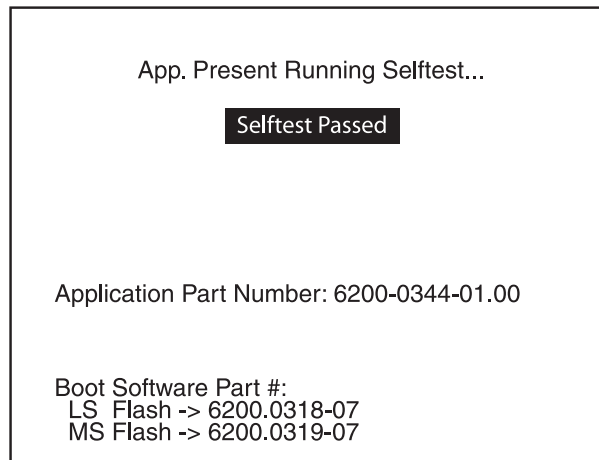 App. Present Running Selftest...
Selftest Passed
Application Part Number: 6200-0344-01.00
Boot Software Part #:
LS Flash -> 6200.0318-07
MS Flash -> 6200.0319-07